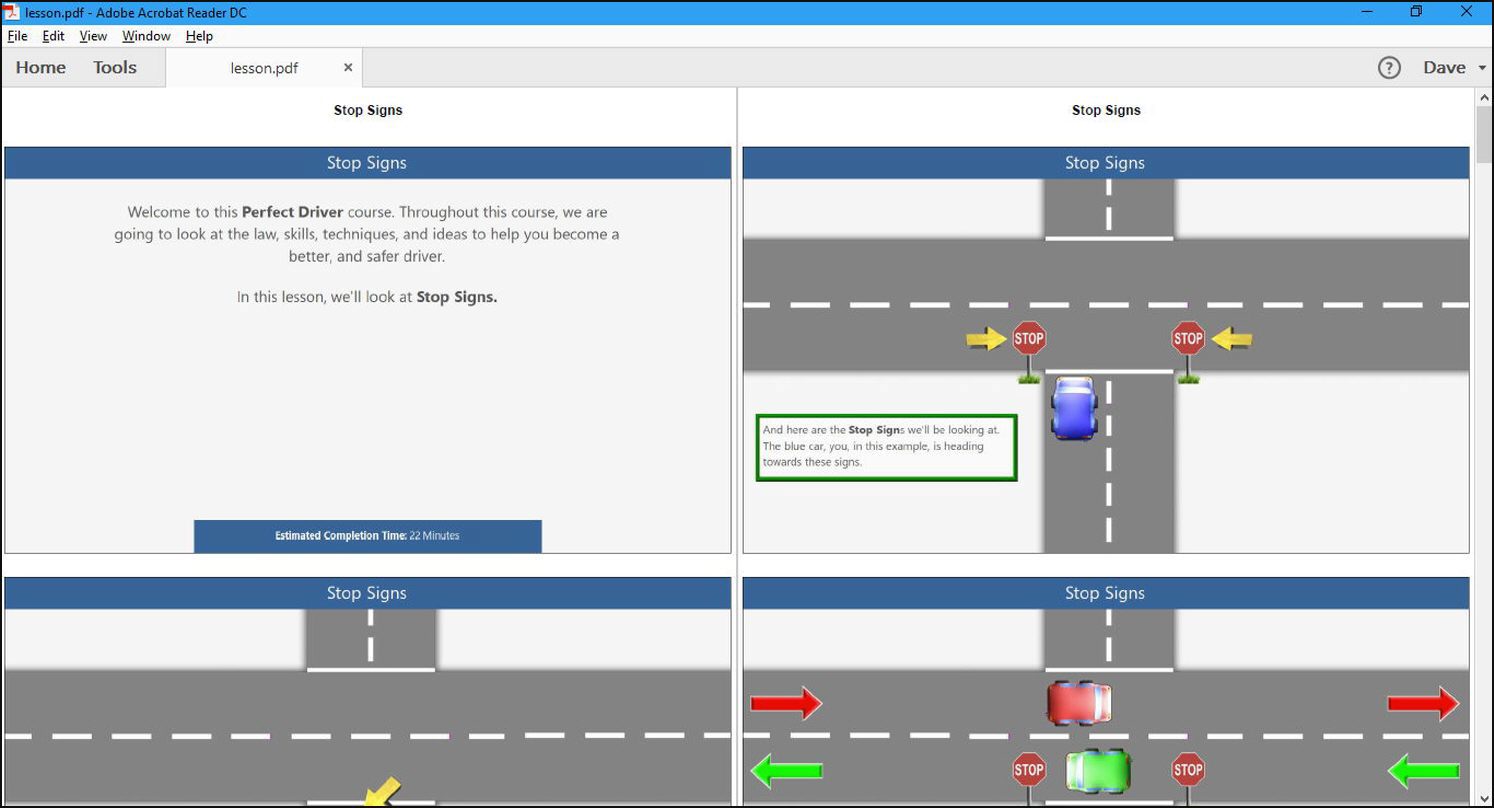 lesson.pdf - Adobe Acrobat Reader DC
File Edit View Window Help
Home Tools lesson.pdf × ? Dave
Stop Signs
Stop Signs
Welcome to this Perfect Driver course. Throughout this course, we are
going to look at the law, skills, techniques, and ideas to help you become a
better, and safer driver.
In this lesson, we'll look at Stop Signs.
Estimated Completion Time: 22 Minutes
Stop Signs
Stop Signs
STOP STOP
And here are the Stop Signs we'll be looking at.
The blue car, you, in this example, is heading
towards these signs.
Stop Signs
Stop Signs
STOP STOP